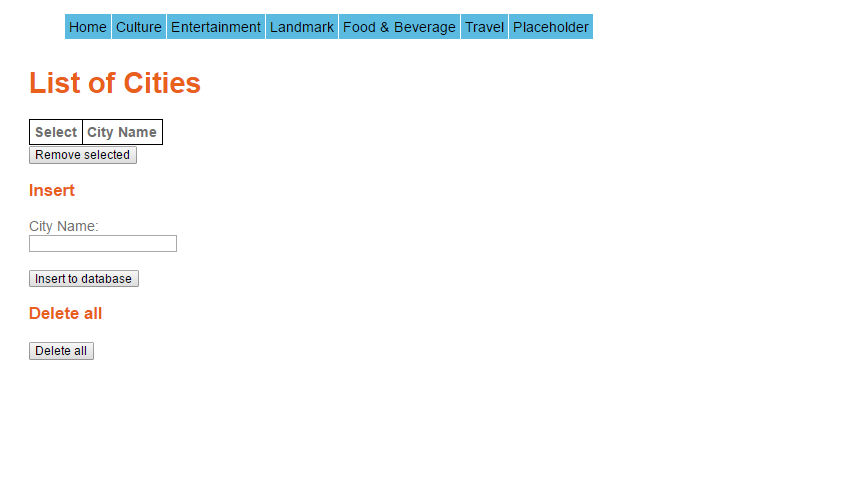 Home Culture Entertainment Landmark Food & Beverage Travel Placeholder
List of Cities
Select City Name
Remove selected
Insert
City Name:
Insert to database
Delete all
Delete all